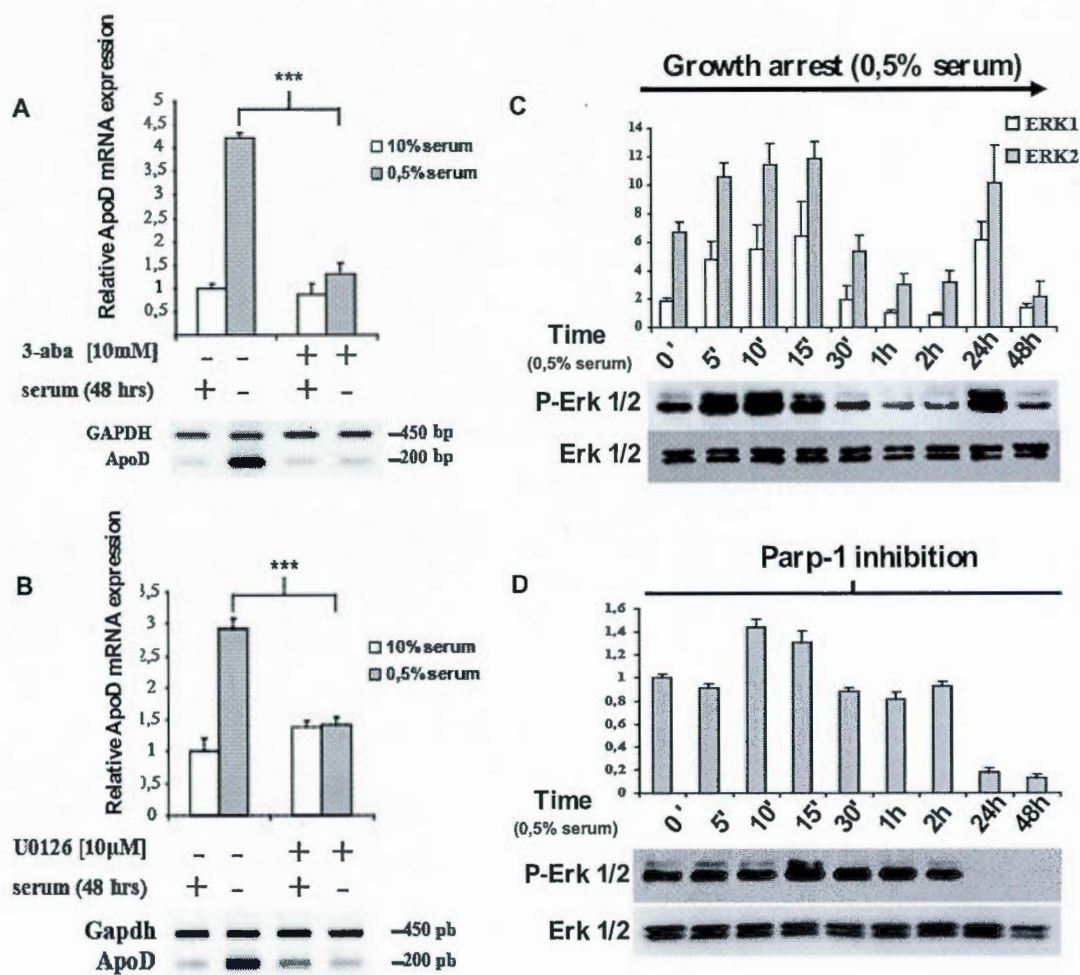 A
Relative ApoD mRNA expression
***
5
4,5
4
3,5
3
2,5
2
1,5
1
0,5
10% serum
0,5% serum
3-aba [10mM] - - + +
serum (48 hrs) + - + -
GAPDH –450 bp
ApoD –200 bp
B
Relative ApoD mRNA expression
***
3,5
3
2,5
2
1,5
1
0,5
0
10% serum
0,5% serum
U0126 [10µM] - - + +
serum (48 hrs) + - + -
Gapdh –450 pb
ApoD –200 pb
C
Growth arrest (0,5% serum)
14
12
10
8
6
4
2
0
ERK1
ERK2
Time 0' 5' 10' 15' 30' 1h 2h 24h 48h
(0,5% serum)
P-Erk 1/2
Erk 1/2
D
Parp-1 inhibition
1,6
1,4
1,2
1
0,8
0,6
0,4
0,2
0
Time 0' 5' 10' 15' 30' 1h 2h 24h 48h
(0,5% serum)
P-Erk 1/2
Erk 1/2